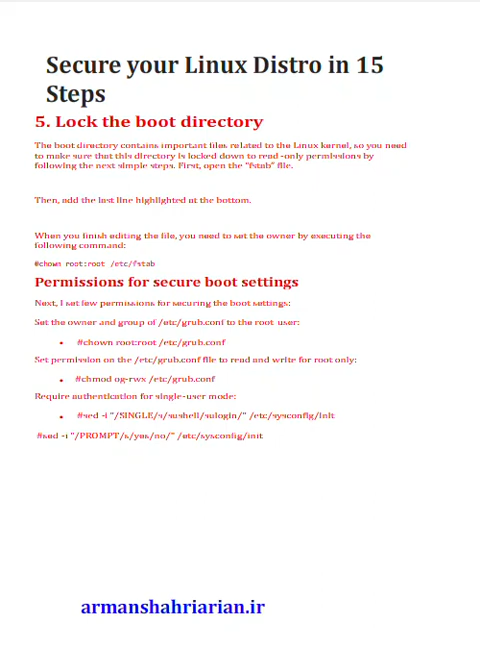 Secure your Linux Distro in 15
Steps
5. Lock the boot directory
The boot directory contains important files related to the Linux kernel, so you need
to make sure that this directory is locked down to read-only permissions by
following the next simple steps. First, open the "fstab" file.
Then, add the last line highlighted at the bottom.
When you finish editing the file, you need to set the owner by executing the
following command:
#chown root:root /etc/fstab
Permissions for secure boot settings
Next, I set few permissions for securing the boot settings:
Set the owner and group of /etc/grub.conf to the root user:
• #chown root:root /etc/grub.conf
Set permission on the /etc/grub.conf file to read and write for root only:
• #chmod og-rwx /etc/grub.conf
Require authentication for single-user mode:
• #sed -i "/SINGLE/s/sushell/sulogin/" /etc/sysconfig/init
#sed -i "/PROMPT/s/yes/no/" /etc/sysconfig/init
armanshahriarian.ir